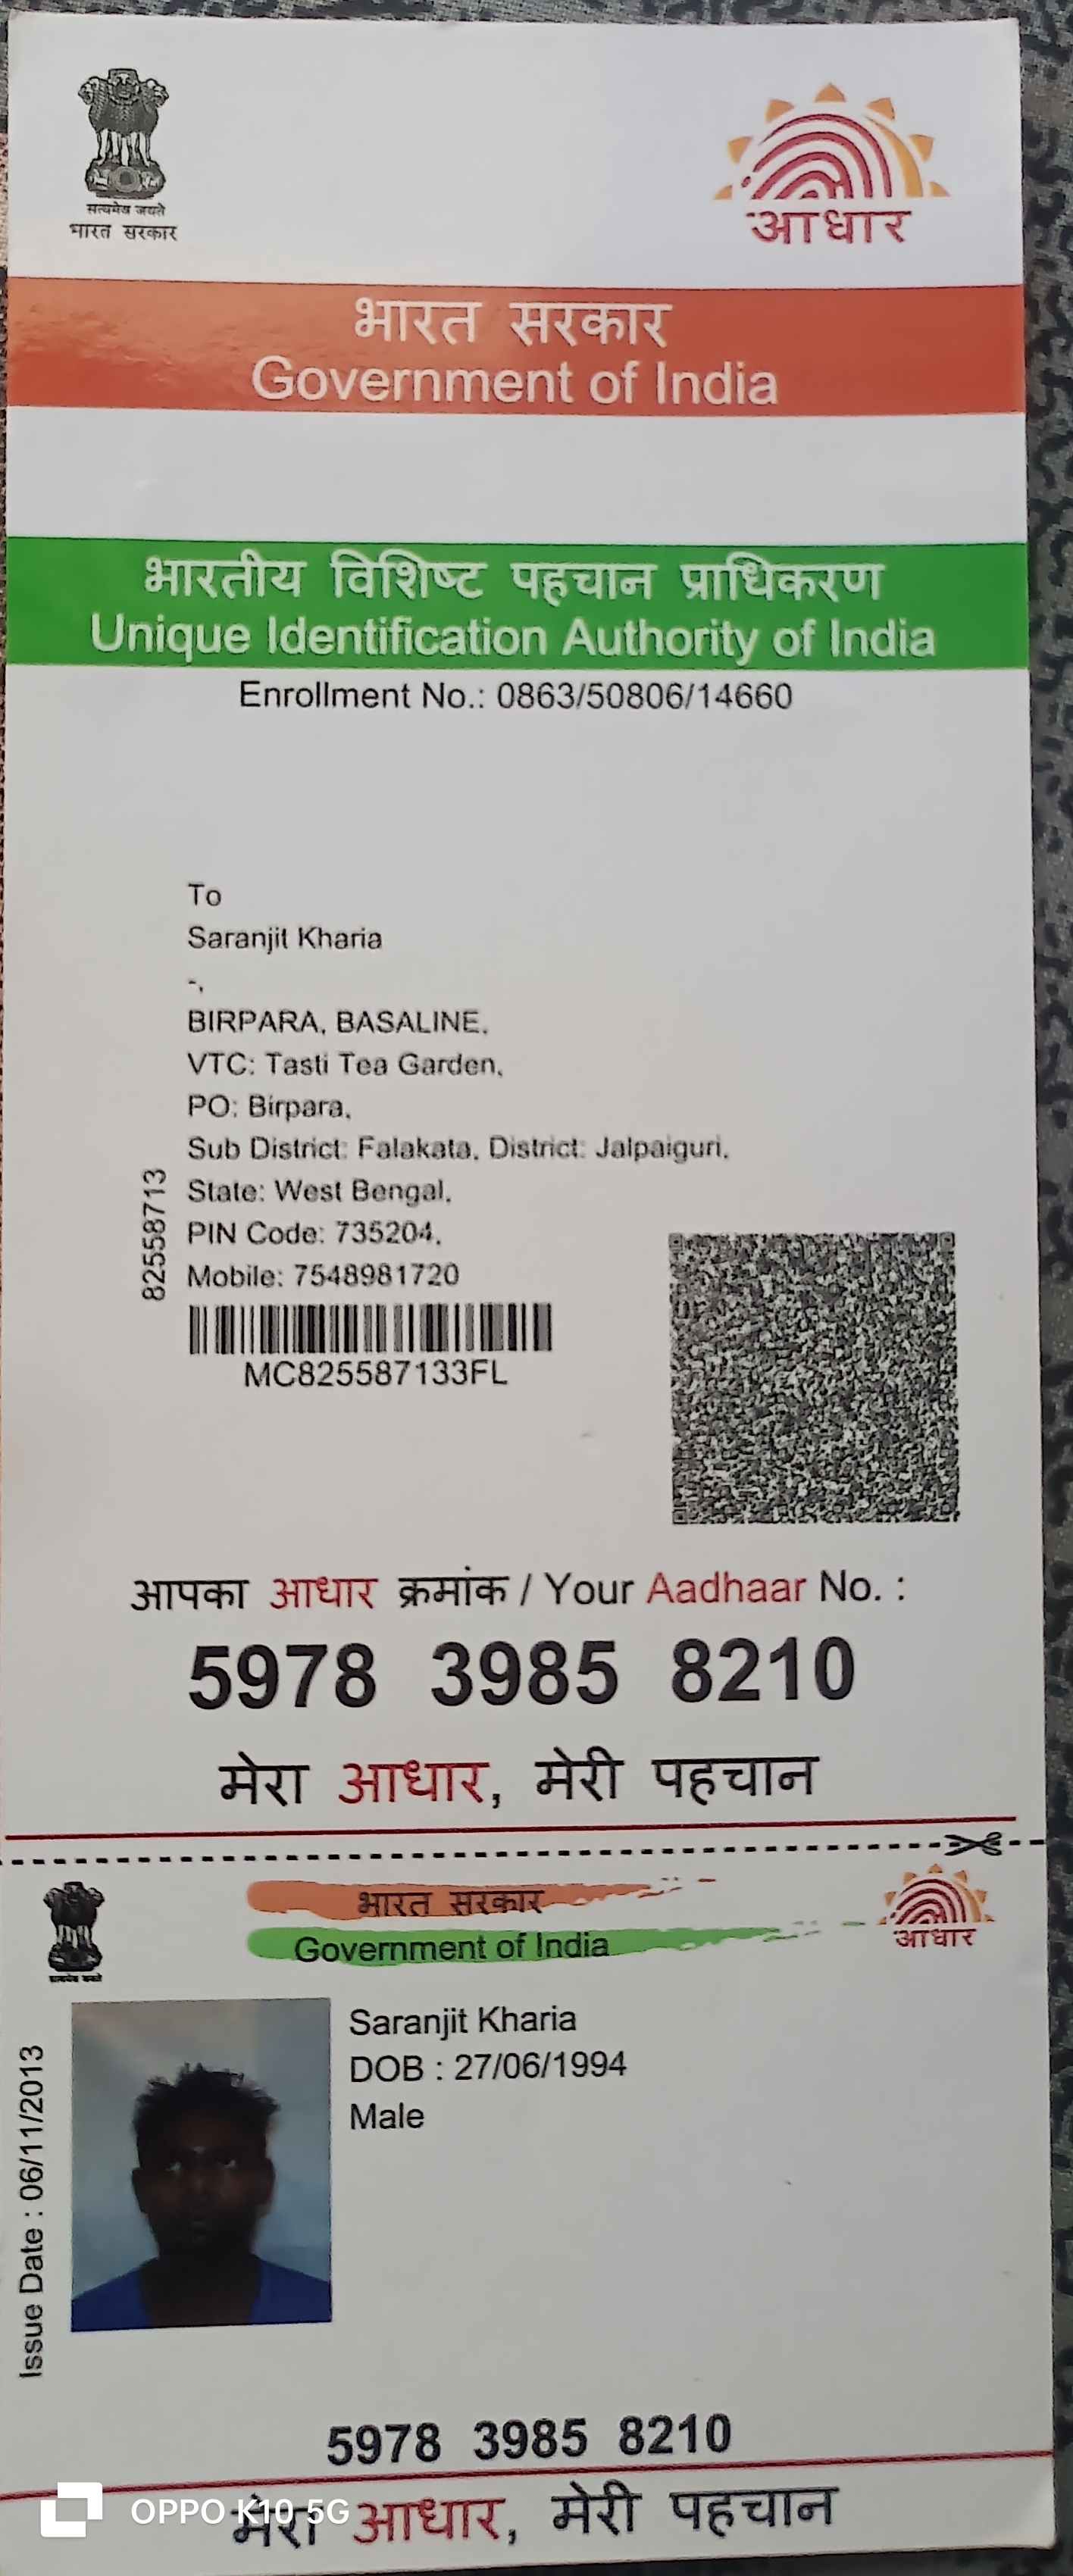 सत्यमेव जयते
भारत सरकार
आधार
भारत सरकार
Government of India
भारतीय विशिष्ट पहचान प्राधिकरण
Unique Identification Authority of India
Enrollment No.: 0863/50806/14660
To
Saranjit Kharia
-,
BIRPARA, BASALINE,
VTC: Tasti Tea Garden,
PO: Birpara,
Sub District: Falakata, District: Jalpaiguri,
State: West Bengal,
PIN Code: 735204,
Mobile: 7548981720
82558713
MC825587133FL
आपका आधार क्रमांक / Your Aadhaar No. :
5978 3985 8210
मेरा आधार, मेरी पहचान
भारत सरकार
Government of India
आधार
सत्यमेव जयते
Saranjit Kharia
DOB : 27/06/1994
Male
Issue Date : 06/11/2013
5978 3985 8210
मेरा आधार, मेरी पहचान
OPPO K10 5G